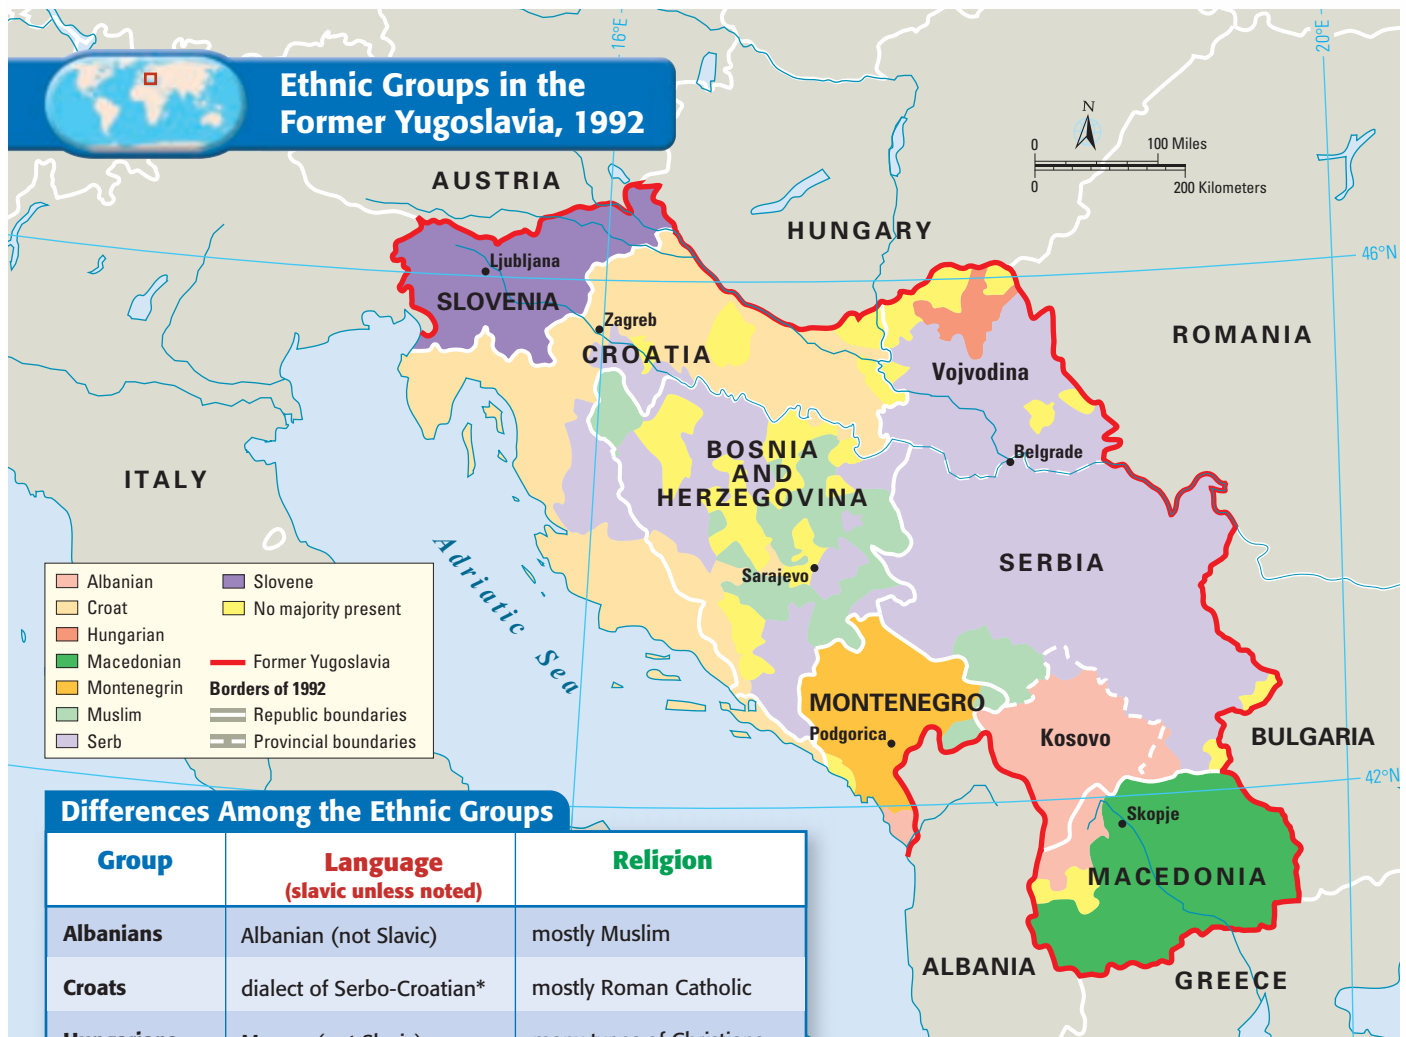 Ethnic Groups in the
Former Yugoslavia, 1992
16°E
20°E
N
0 100 Miles
0 200 Kilometers
AUSTRIA
HUNGARY
46°N
Ljubljana
SLOVENIA
Zagreb
CROATIA
ROMANIA
Vojvodina
BOSNIA
AND
HERZEGOVINA
Belgrade
ITALY
Adriatic Sea
Sarajevo
SERBIA
Albanian
Croat
Hungarian
Macedonian
Montenegrin
Muslim
Serb
Slovene
No majority present
Former Yugoslavia
Borders of 1992
Republic boundaries
Provincial boundaries
MONTENEGRO
Podgorica
Kosovo
BULGARIA
42°N
Skopje
MACEDONIA
ALBANIA
GREECE
Differences Among the Ethnic Groups
Group Language Religion
(slavic unless noted)
Albanians Albanian (not Slavic) mostly Muslim
Croats dialect of Serbo-Croatian* mostly Roman Catholic